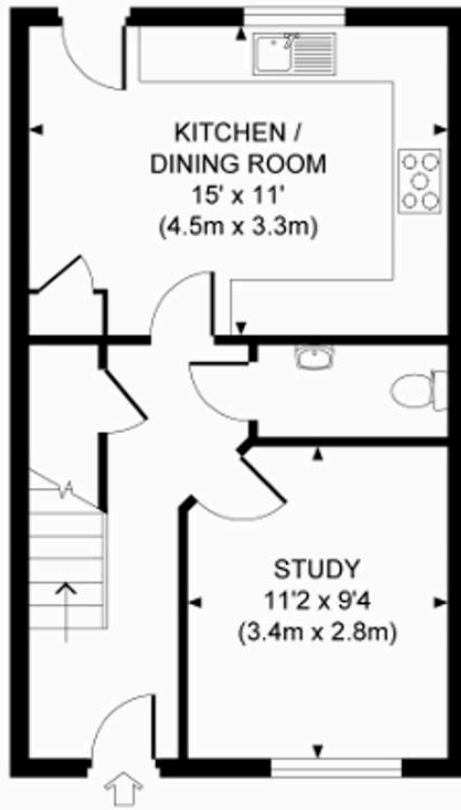 KITCHEN /
DINING ROOM
15' x 11'
(4.5m x 3.3m)
STUDY
11'2 x 9'4
(3.4m x 2.8m)